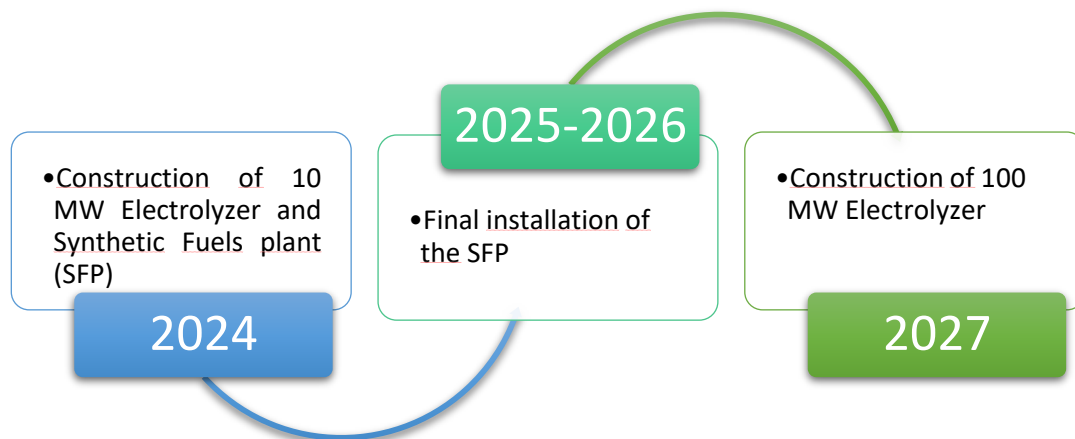 •Construction of 10
MW Electrolyzer and
Synthetic Fuels plant
(SFP)
2024
2025-2026
•Final installation of
the SFP
•Construction of 100
MW Electrolyzer
2027